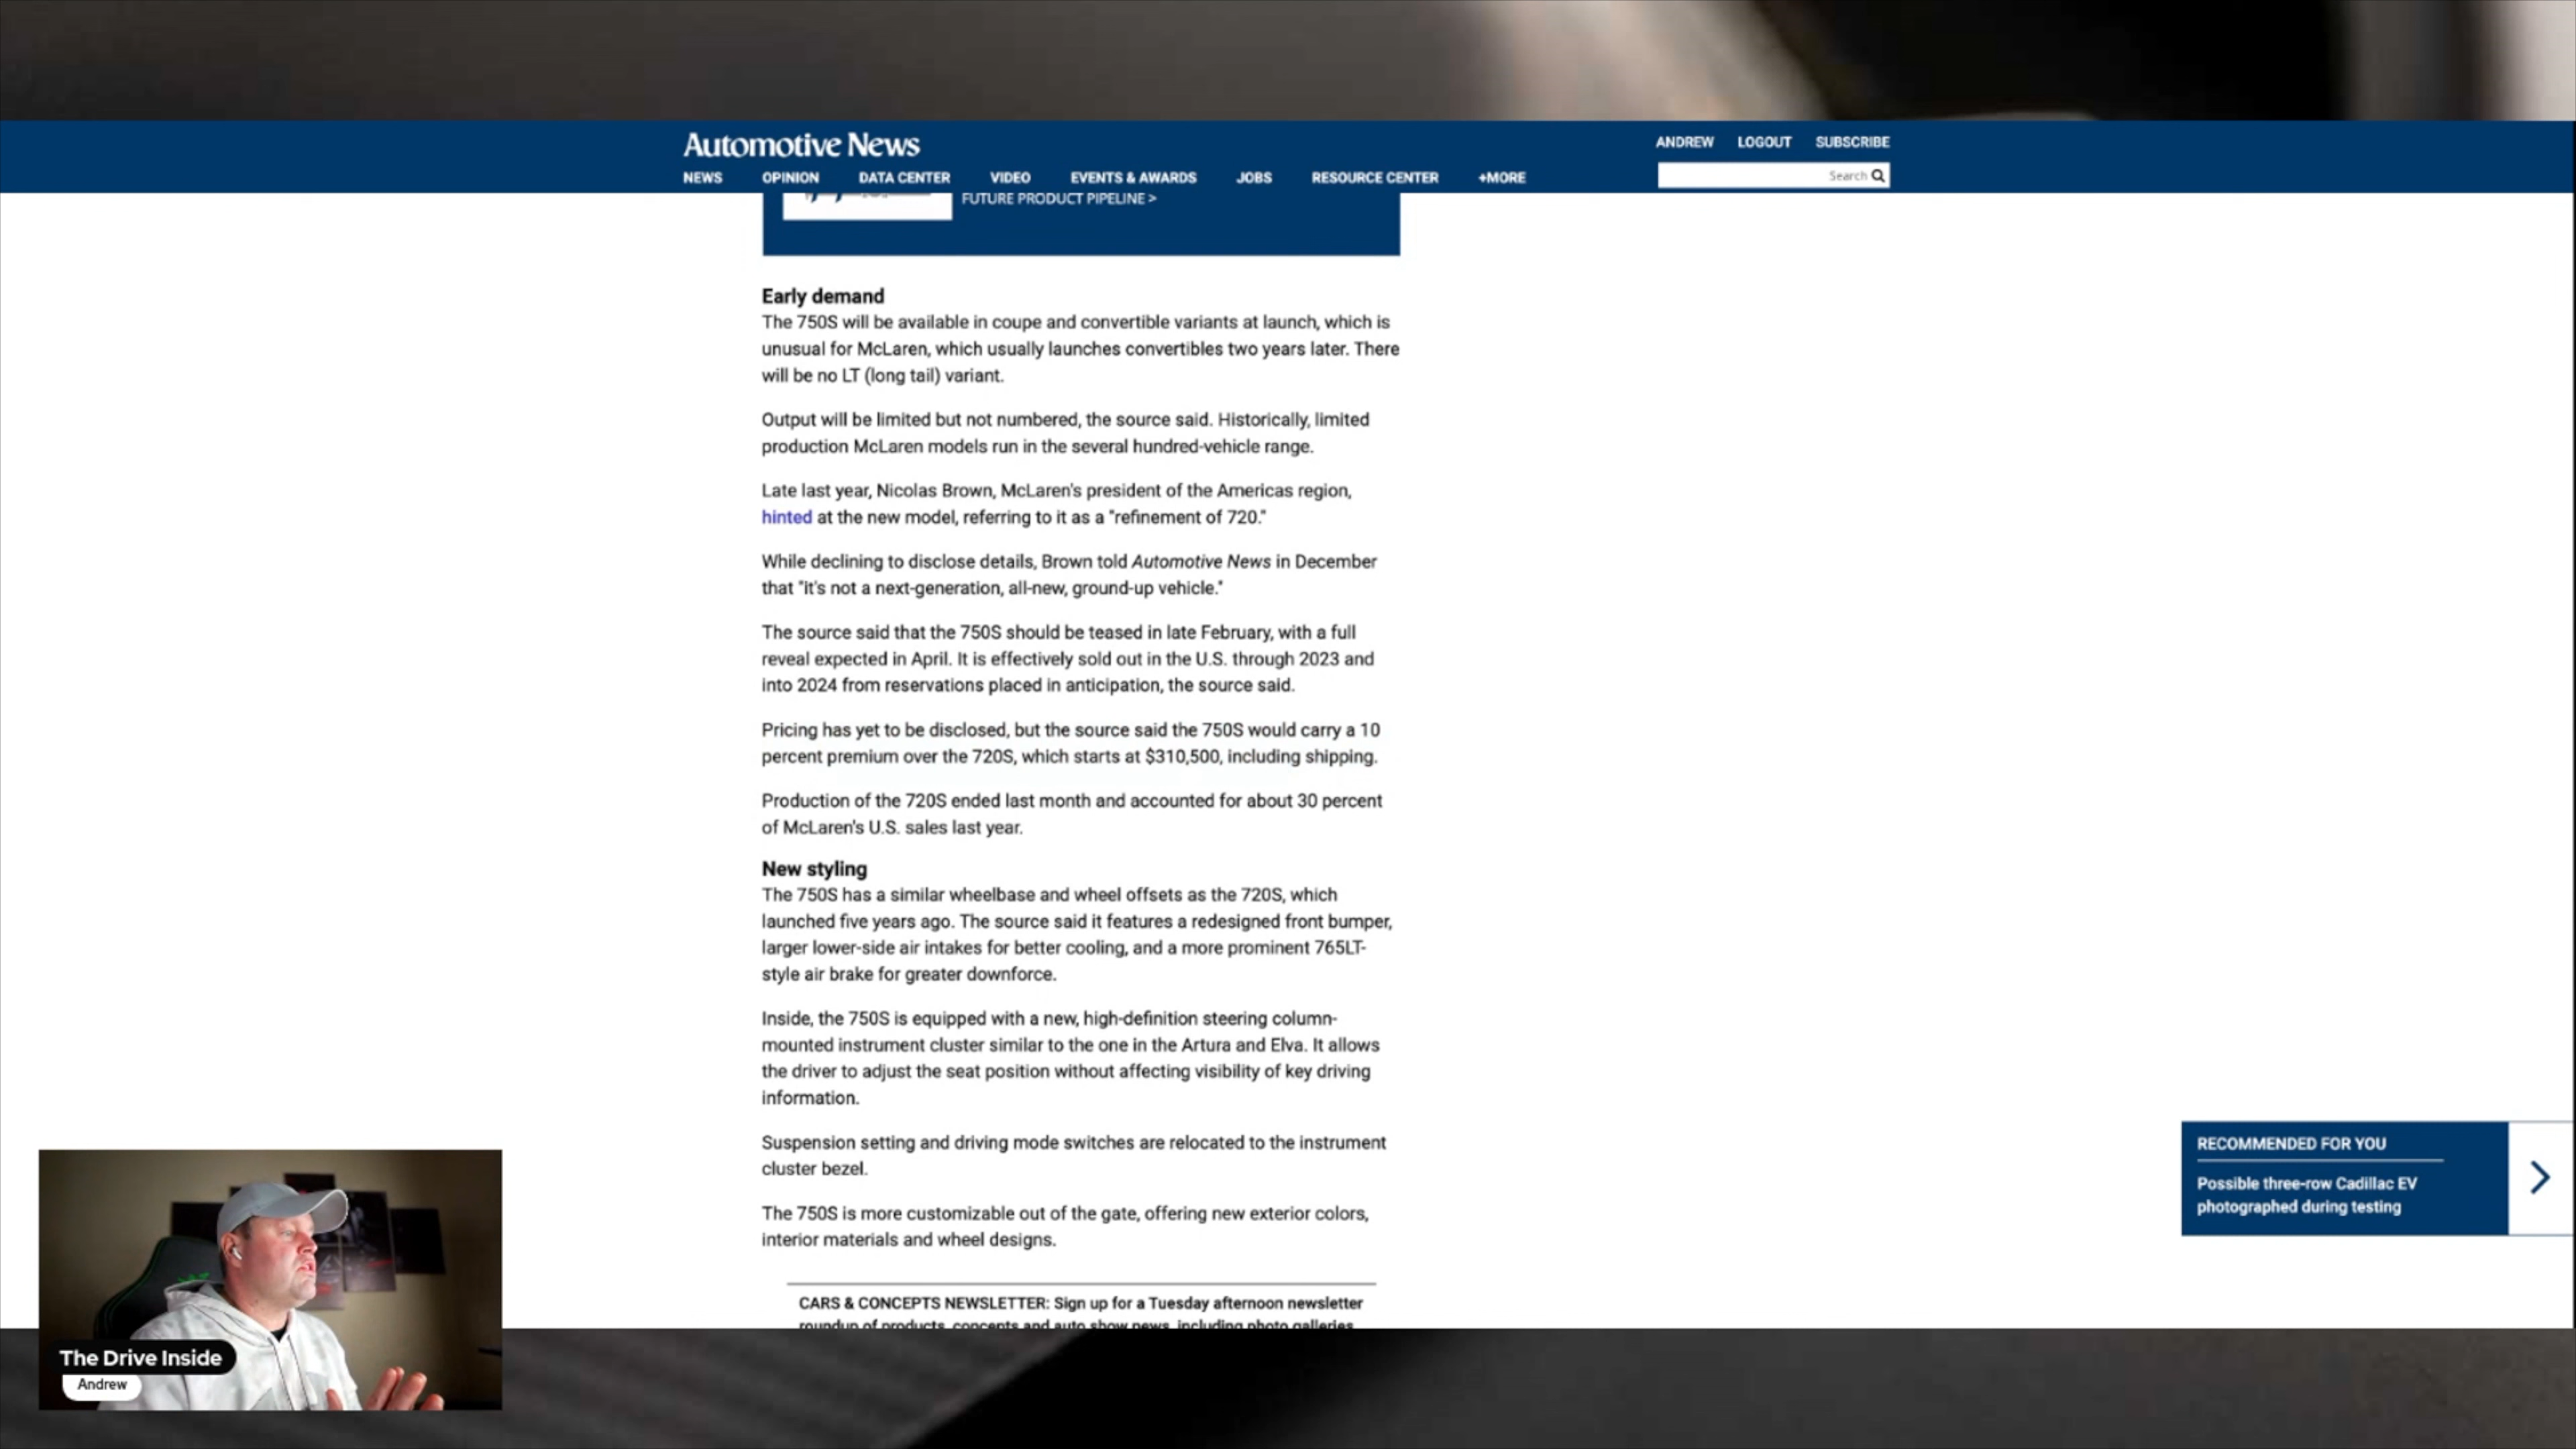 Automotive News
ANDREW LOGOUT SUBSCRIBE
NEWS OPINION DATA CENTER VIDEO EVENTS & AWARDS JOBS RESOURCE CENTER +MORE
Search
FUTURE PRODUCT PIPELINE >
Early demand
The 750S will be available in coupe and convertible variants at launch, which is
unusual for McLaren, which usually launches convertibles two years later. There
will be no LT (long tail) variant.
Output will be limited but not numbered, the source said. Historically, limited
production McLaren models run in the several hundred-vehicle range.
Late last year, Nicolas Brown, McLaren's president of the Americas region,
hinted at the new model, referring to it as a "refinement of 720."
While declining to disclose details, Brown told Automotive News in December
that "it's not a next-generation, all-new, ground-up vehicle."
The source said that the 750S should be teased in late February, with a full
reveal expected in April. It is effectively sold out in the U.S. through 2023 and
into 2024 from reservations placed in anticipation, the source said.
Pricing has yet to be disclosed, but the source said the 750S would carry a 10
percent premium over the 720S, which starts at $310,500, including shipping.
Production of the 720S ended last month and accounted for about 30 percent
of McLaren's U.S. sales last year.
New styling
The 750S has a similar wheelbase and wheel offsets as the 720S, which
launched five years ago. The source said it features a redesigned front bumper,
larger lower-side air intakes for better cooling, and a more prominent 765LT-
style air brake for greater downforce.
Inside, the 750S is equipped with a new, high-definition steering column-
mounted instrument cluster similar to the one in the Artura and Elva. It allows
the driver to adjust the seat position without affecting visibility of key driving
information.
Suspension setting and driving mode switches are relocated to the instrument
cluster bezel.
The 750S is more customizable out of the gate, offering new exterior colors,
interior materials and wheel designs.
CARS & CONCEPTS NEWSLETTER: Sign up for a Tuesday afternoon newsletter
roundup of products, concepts and auto show news, including photo galleries
RECOMMENDED FOR YOU
Possible three-row Cadillac EV
photographed during testing
The Drive Inside
Andrew